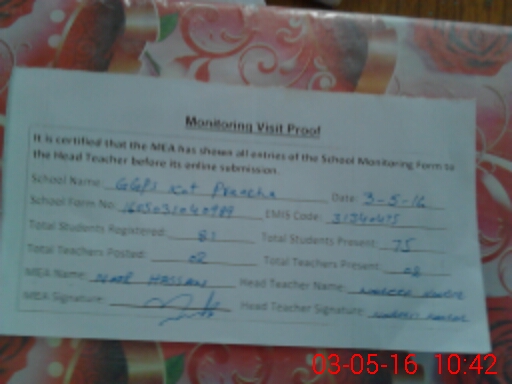 Monitoring Visit Proof
It is certified that the MEA has shown all entries of the School Monitoring Form to
the Head Teacher before its online submission.
School Name: GGPS Kot Date: 3-5-16
School Form No: EMIS Code:
Total Students Registered: 81 Total Students Present: 75
Total Teachers Posted: 02 Total Teachers Present: 02
MEA Name: HASSAN Head Teacher Name:
MEA Signature: Head Teacher Signature
03-05-16 10:42